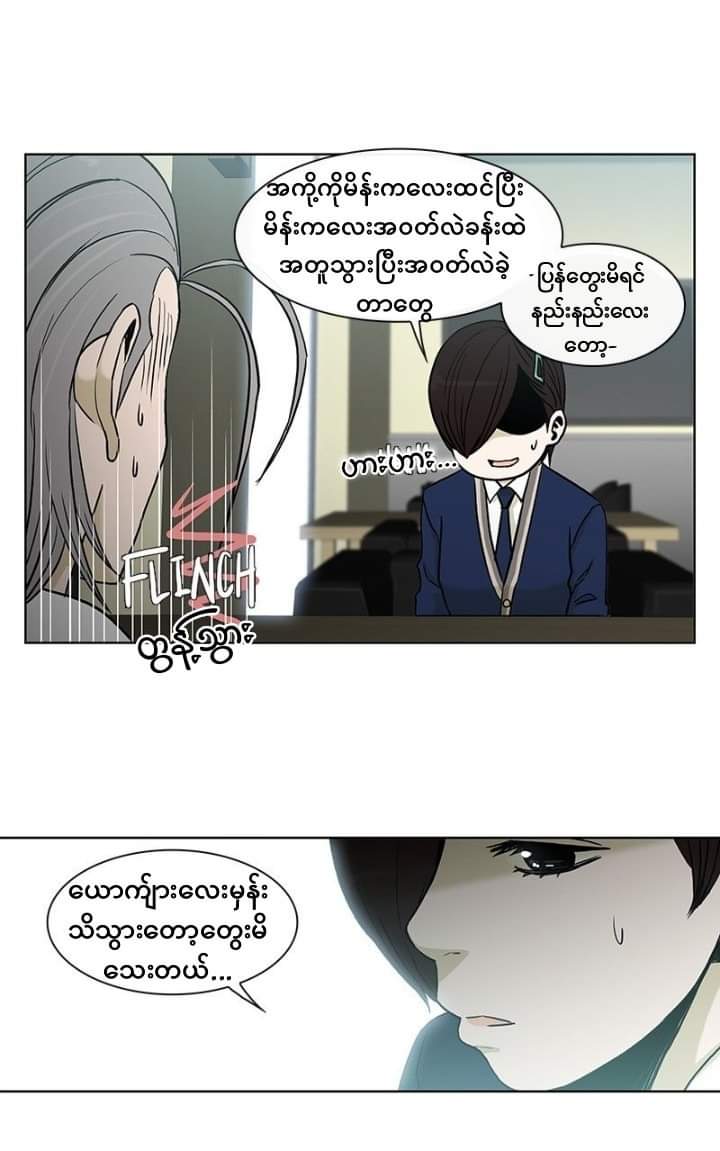 အကို့ကိုမိန်းကလေးထင်ပြီး
မိန်းကလေးအဝတ်လဲခန်းထဲ
အတူသွားပြီးအဝတ်လဲခဲ့
တာတွေ
-ပြန်တွေးမိရင်
နည်းနည်းလေး
တော့-
ဟားဟား...
FLINCH
တွန့်သွား
ယောကျ်ားလေးမှန်း
သိသွားတော့တွေးမိ
သေးတယ်...